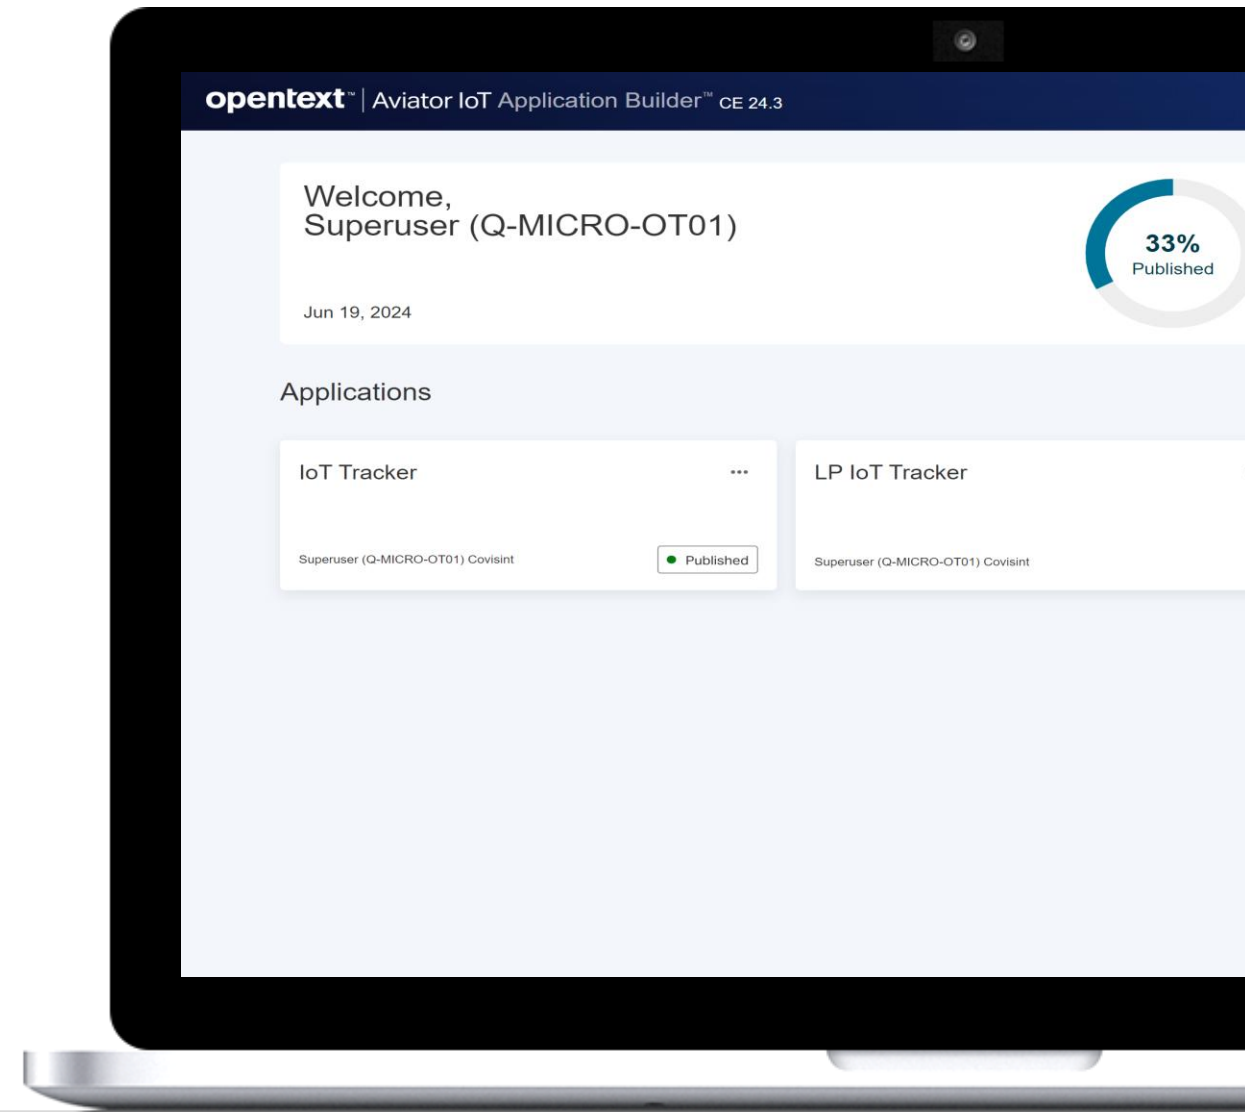 opentext™ | Aviator IoT Application Builder™ CE 24.3
Welcome,
Superuser (Q-MICRO-OT01)
Jun 19, 2024
33%
Published
Applications
IoT Tracker
Superuser (Q-MICRO-OT01) Covisint
Published
LP IoT Tracker
Superuser (Q-MICRO-OT01) Covisint